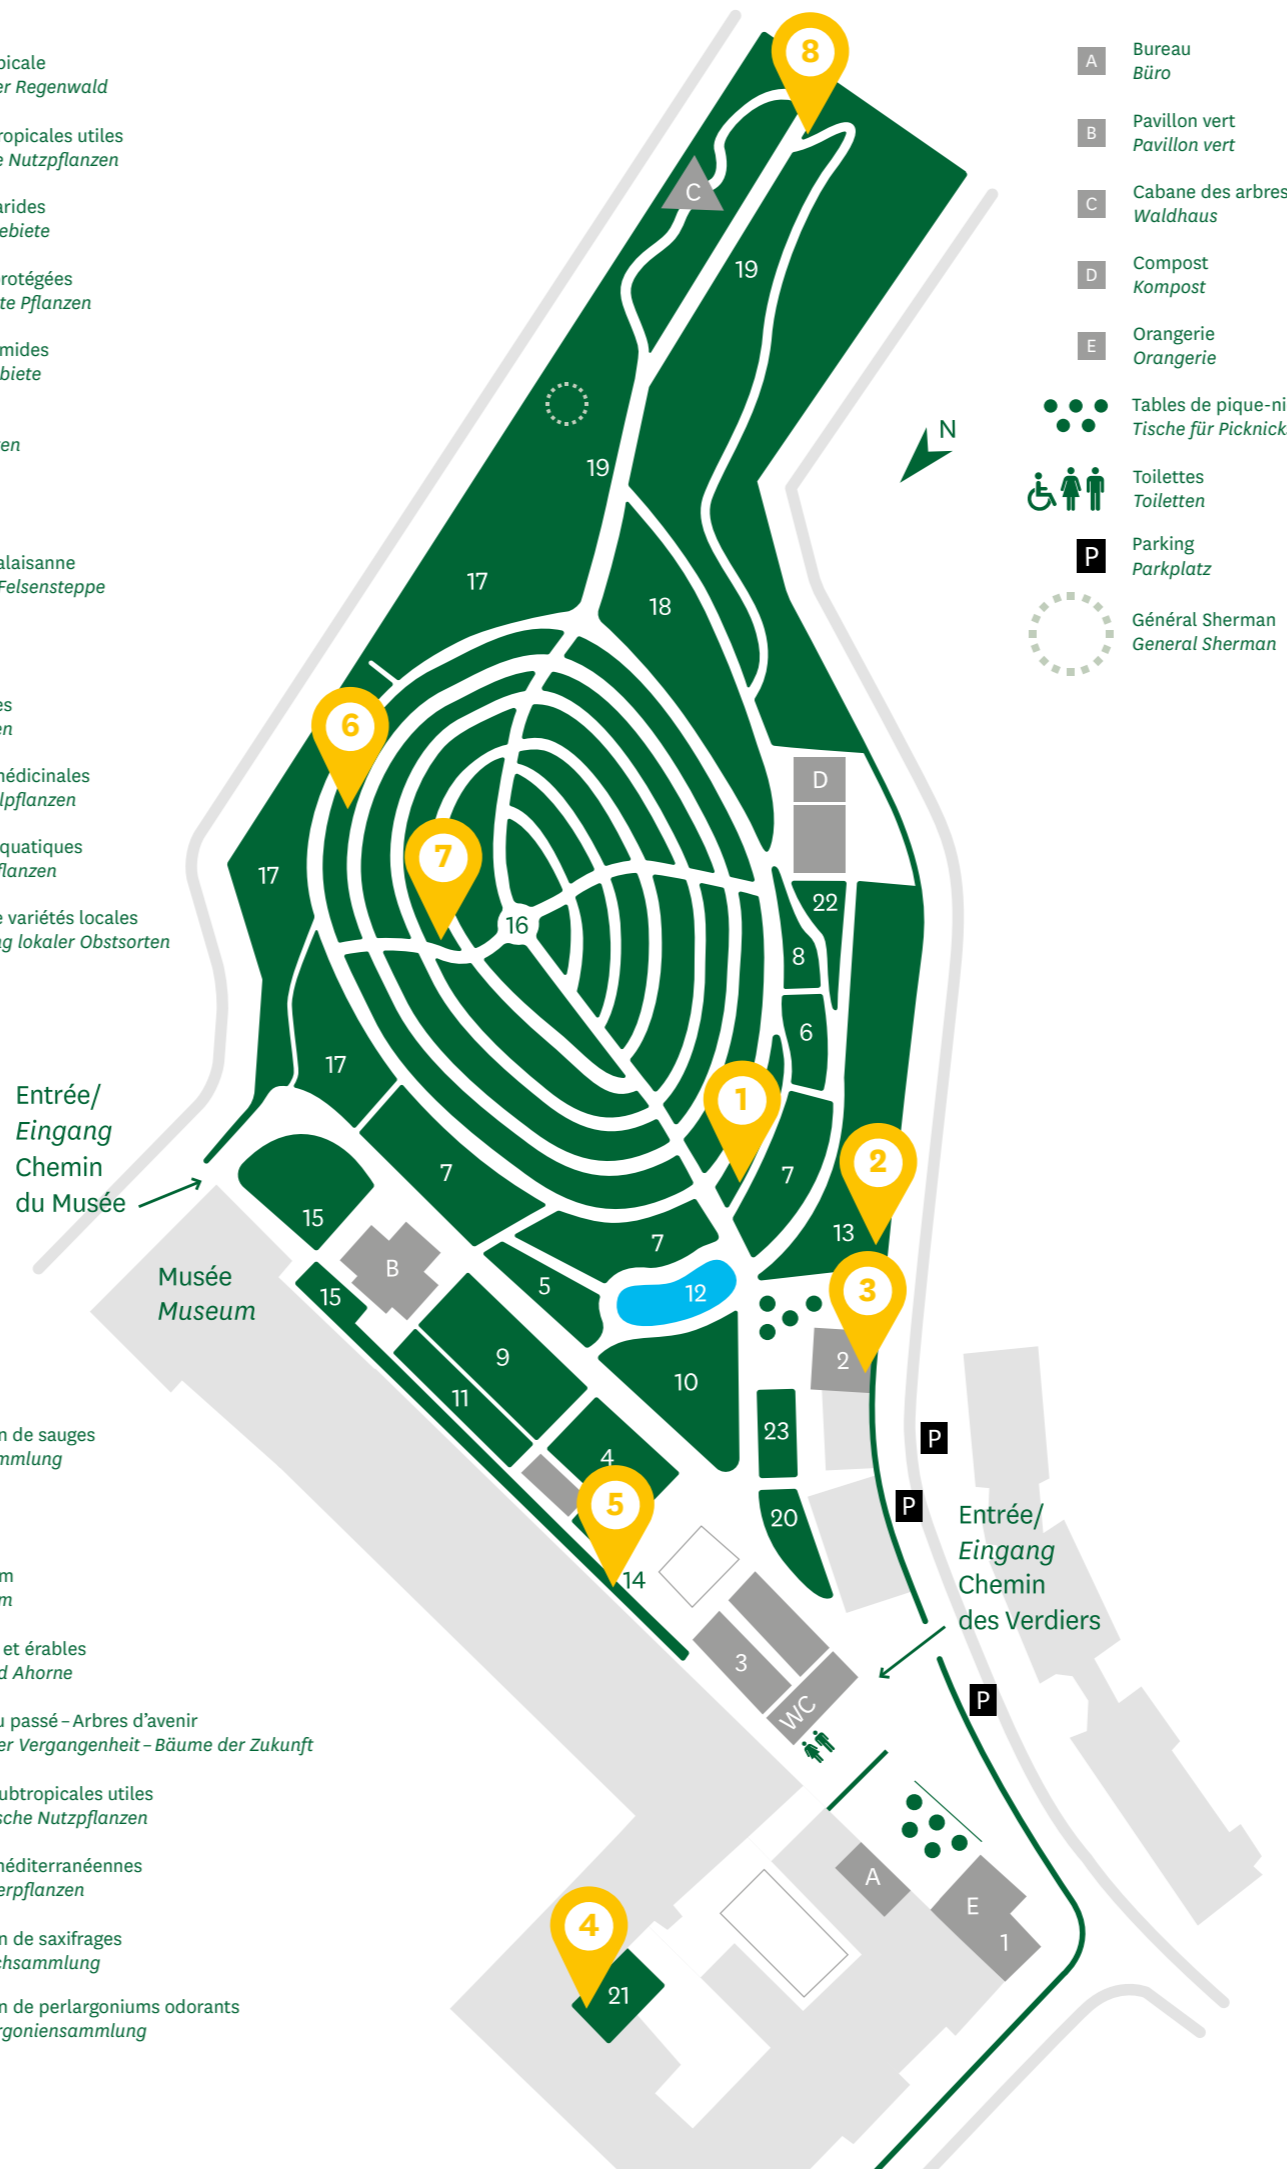 picale
er Regenwald
ropicales utiles
e Nutzpflanzen
arides
ebiete
rotégées
te Pflanzen
mides
biete
en
alaisanne
Felsensteppe
es
en
médicinales
lpflanzen
quatiques
flanzen
e variétés locales
g lokaler Obstsorten
Entrée/
Eingang
Chemin
du Musée
Musée
Museum
n de sauges
mmlung
m
m
et érables
d Ahorne
u passé – Arbres d'avenir
er Vergangenheit – Bäume der Zukunft
ubtropicales utiles
sche Nutzpflanzen
méditerranéennes
erpflanzen
n de saxifrages
chsammlung
n de perlargoniums odorants
rgoniensammlung
8
C
19
19
17
18
6
D
7
17
22
16
8
6
17
1
7
7
2
15
13
7
B
5
12
3
15
9
2
10
11
23
4
5
20
14
3
WC
A
E
1
4
21
N
P
P
P
Entrée/
Eingang
Chemin
des Verdiers
A
Bureau
Büro
B
Pavillon vert
Pavillon vert
C
Cabane des arbres
Waldhaus
D
Compost
Kompost
E
Orangerie
Orangerie
Tables de pique-ni
Tische für Picknick
Toilettes
Toiletten
P
Parking
Parkplatz
Général Sherman
General Sherman